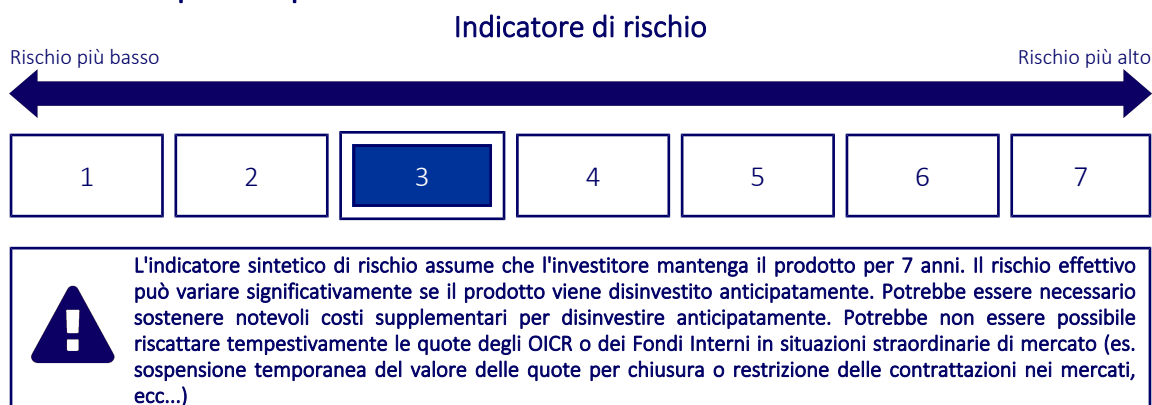 Indicatore di rischio
Rischio più basso
Rischio più alto
1 2 3 4 5 6 7
L'indicatore sintetico di rischio assume che l'investitore mantenga il prodotto per 7 anni. Il rischio effettivo
può variare significativamente se il prodotto viene disinvestito anticipatamente. Potrebbe essere necessario
sostenere notevoli costi supplementari per disinvestire anticipatamente. Potrebbe non essere possibile
riscattare tempestivamente le quote degli OICR o dei Fondi Interni in situazioni straordinarie di mercato (es.
sospensione temporanea del valore delle quote per chiusura o restrizione delle contrattazioni nei mercati,
ecc...)